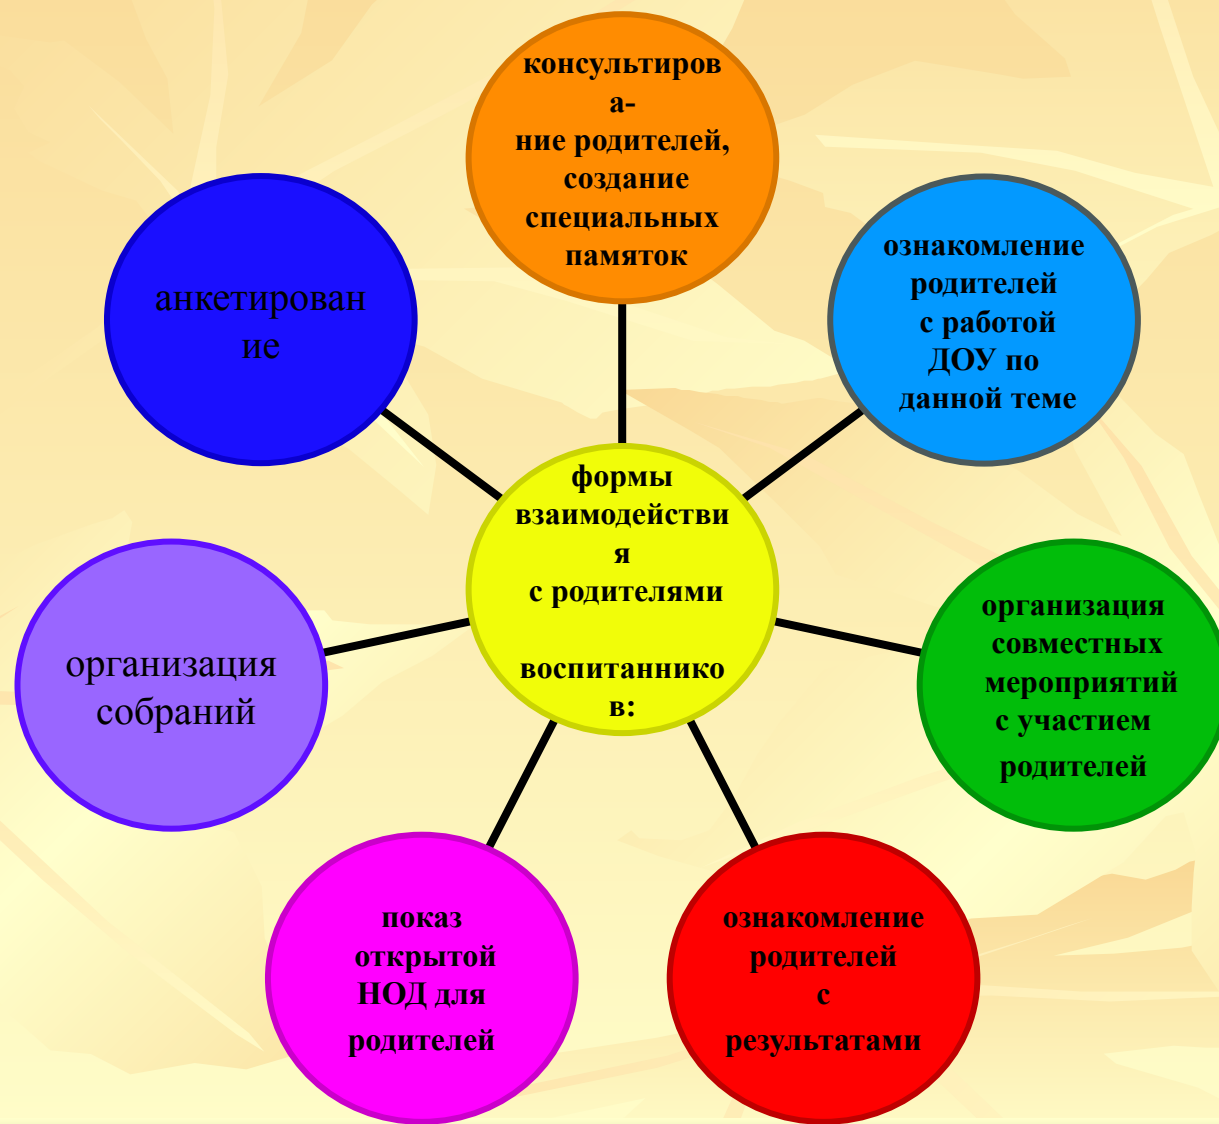 консультиров
а-
ние родителей,
создание
специальных
памяток
ознакомление
родителей
с работой
ДОУ по
данной теме
организация
совместных
мероприятий
с участием
родителей
ознакомление
родителей
с
результатами
показ
открытой
НОД для
родителей
организация
собраний
анкетирован
ие
формы
взаимодействи
я
с родителями
воспитаннико
в: